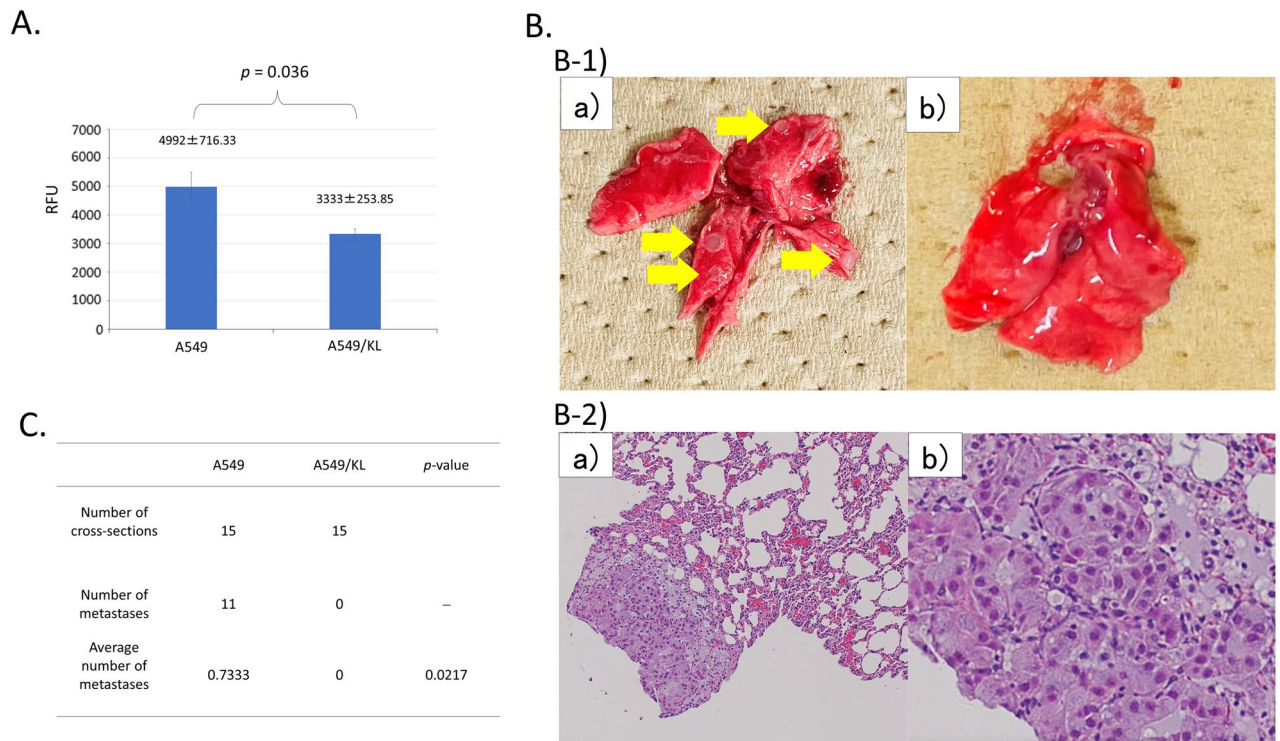 A.
p = 0.036
7000
6000
5000
4000
3000
2000
1000
0
RFU
4992±716.33
3333±253.85
A549
A549/KL
B.
B-1)
a)
b)
B-2)
a)
b)
C.
A549 A549/KL p-value
Number of
cross-sections 15 15
Number of
metastases 11 0 –
Average
number of
metastases 0.7333 0 0.0217